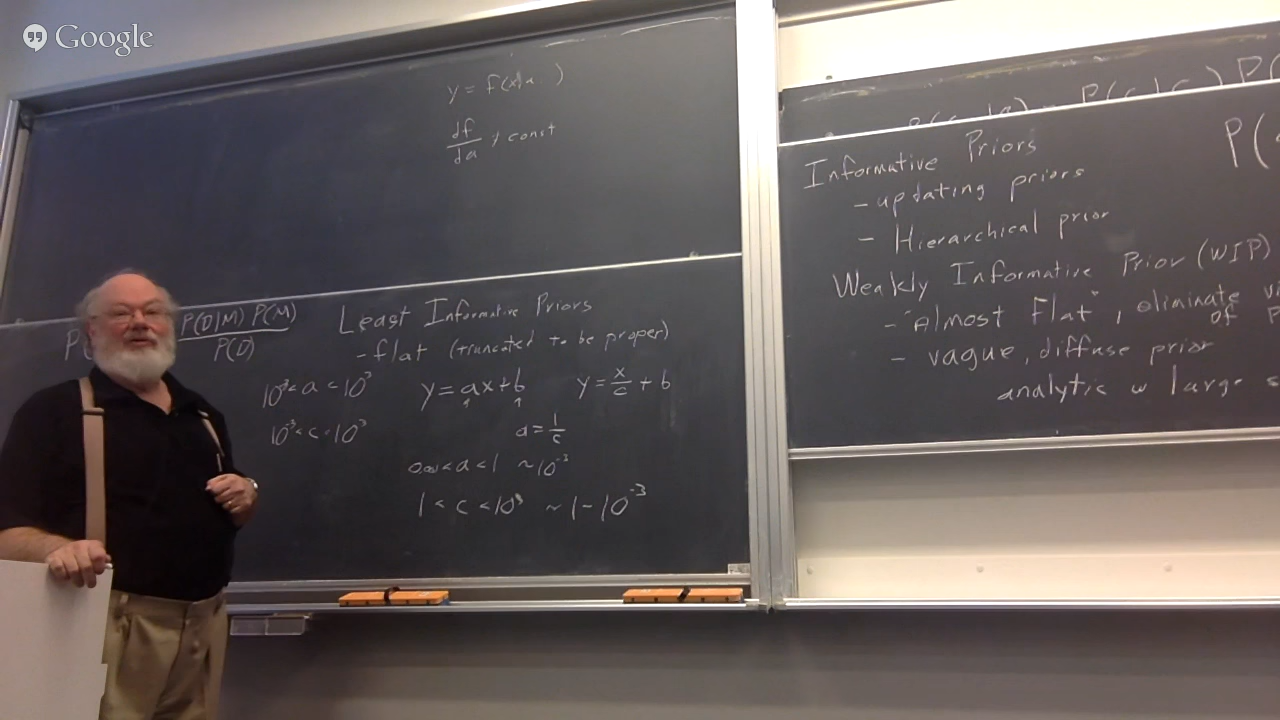 Google
y = f(x|a )
df/da ≠ const
P(D|M) P(M)
P(D)
Least Informative Priors
- flat (truncated to be proper)
10⁻³ < a < 10³
10⁻³ < c < 10³
y = ax + b
y = x/c + b
a = 1/c
< a < 1 ~ 10⁻³
1 < c < 10³ ~ 1 - 10⁻³
Informative Priors
- updating priors
- Hierarchical prior
Weakly Informative Prior (WIP)
- "Almost Flat", eliminate
of
- vague, diffuse prior
analytic w large
P(